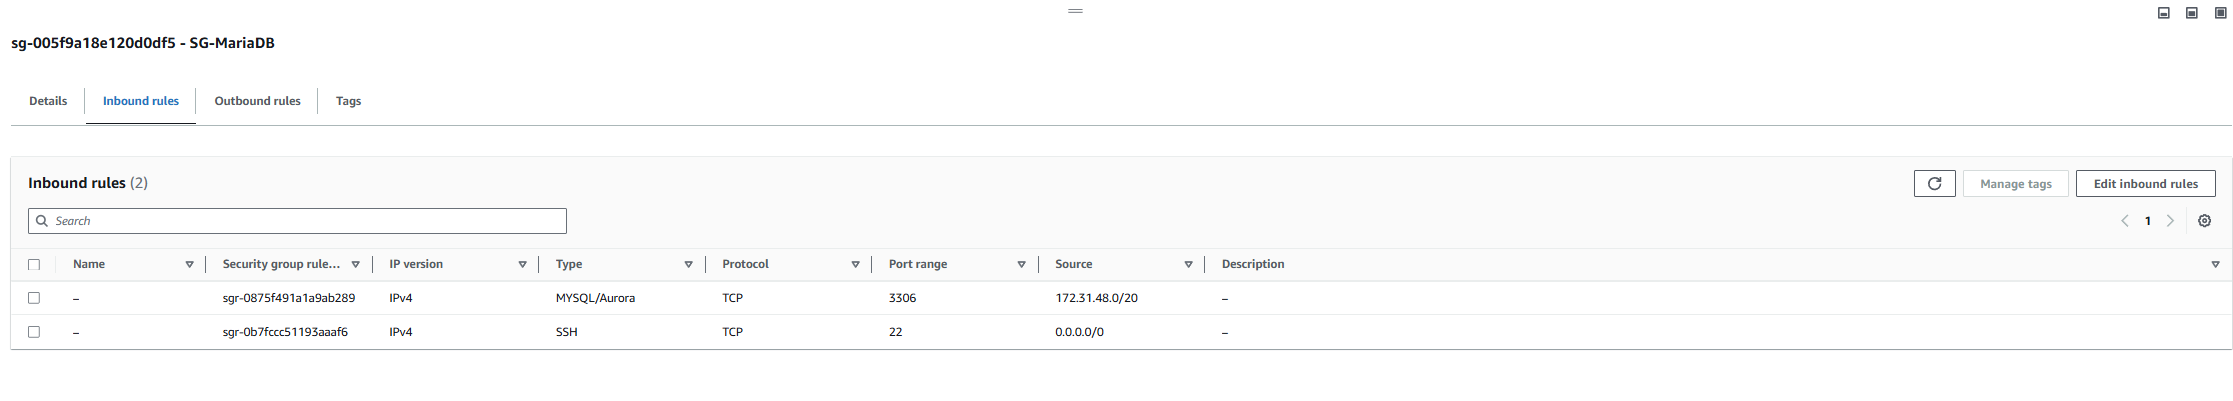 sg-005f9a18e120d0df5 - SG-MariaDB
Details Inbound rules Outbound rules Tags
Inbound rules (2)
Manage tags Edit inbound rules
Search
1
Name Security group rule... IP version Type Protocol Port range Source Description
– sgr-0875f491a1a9ab289 IPv4 MYSQL/Aurora TCP 3306 172.31.48.0/20 –
– sgr-0b7fccc51193aaaf6 IPv4 SSH TCP 22 0.0.0.0/0 –